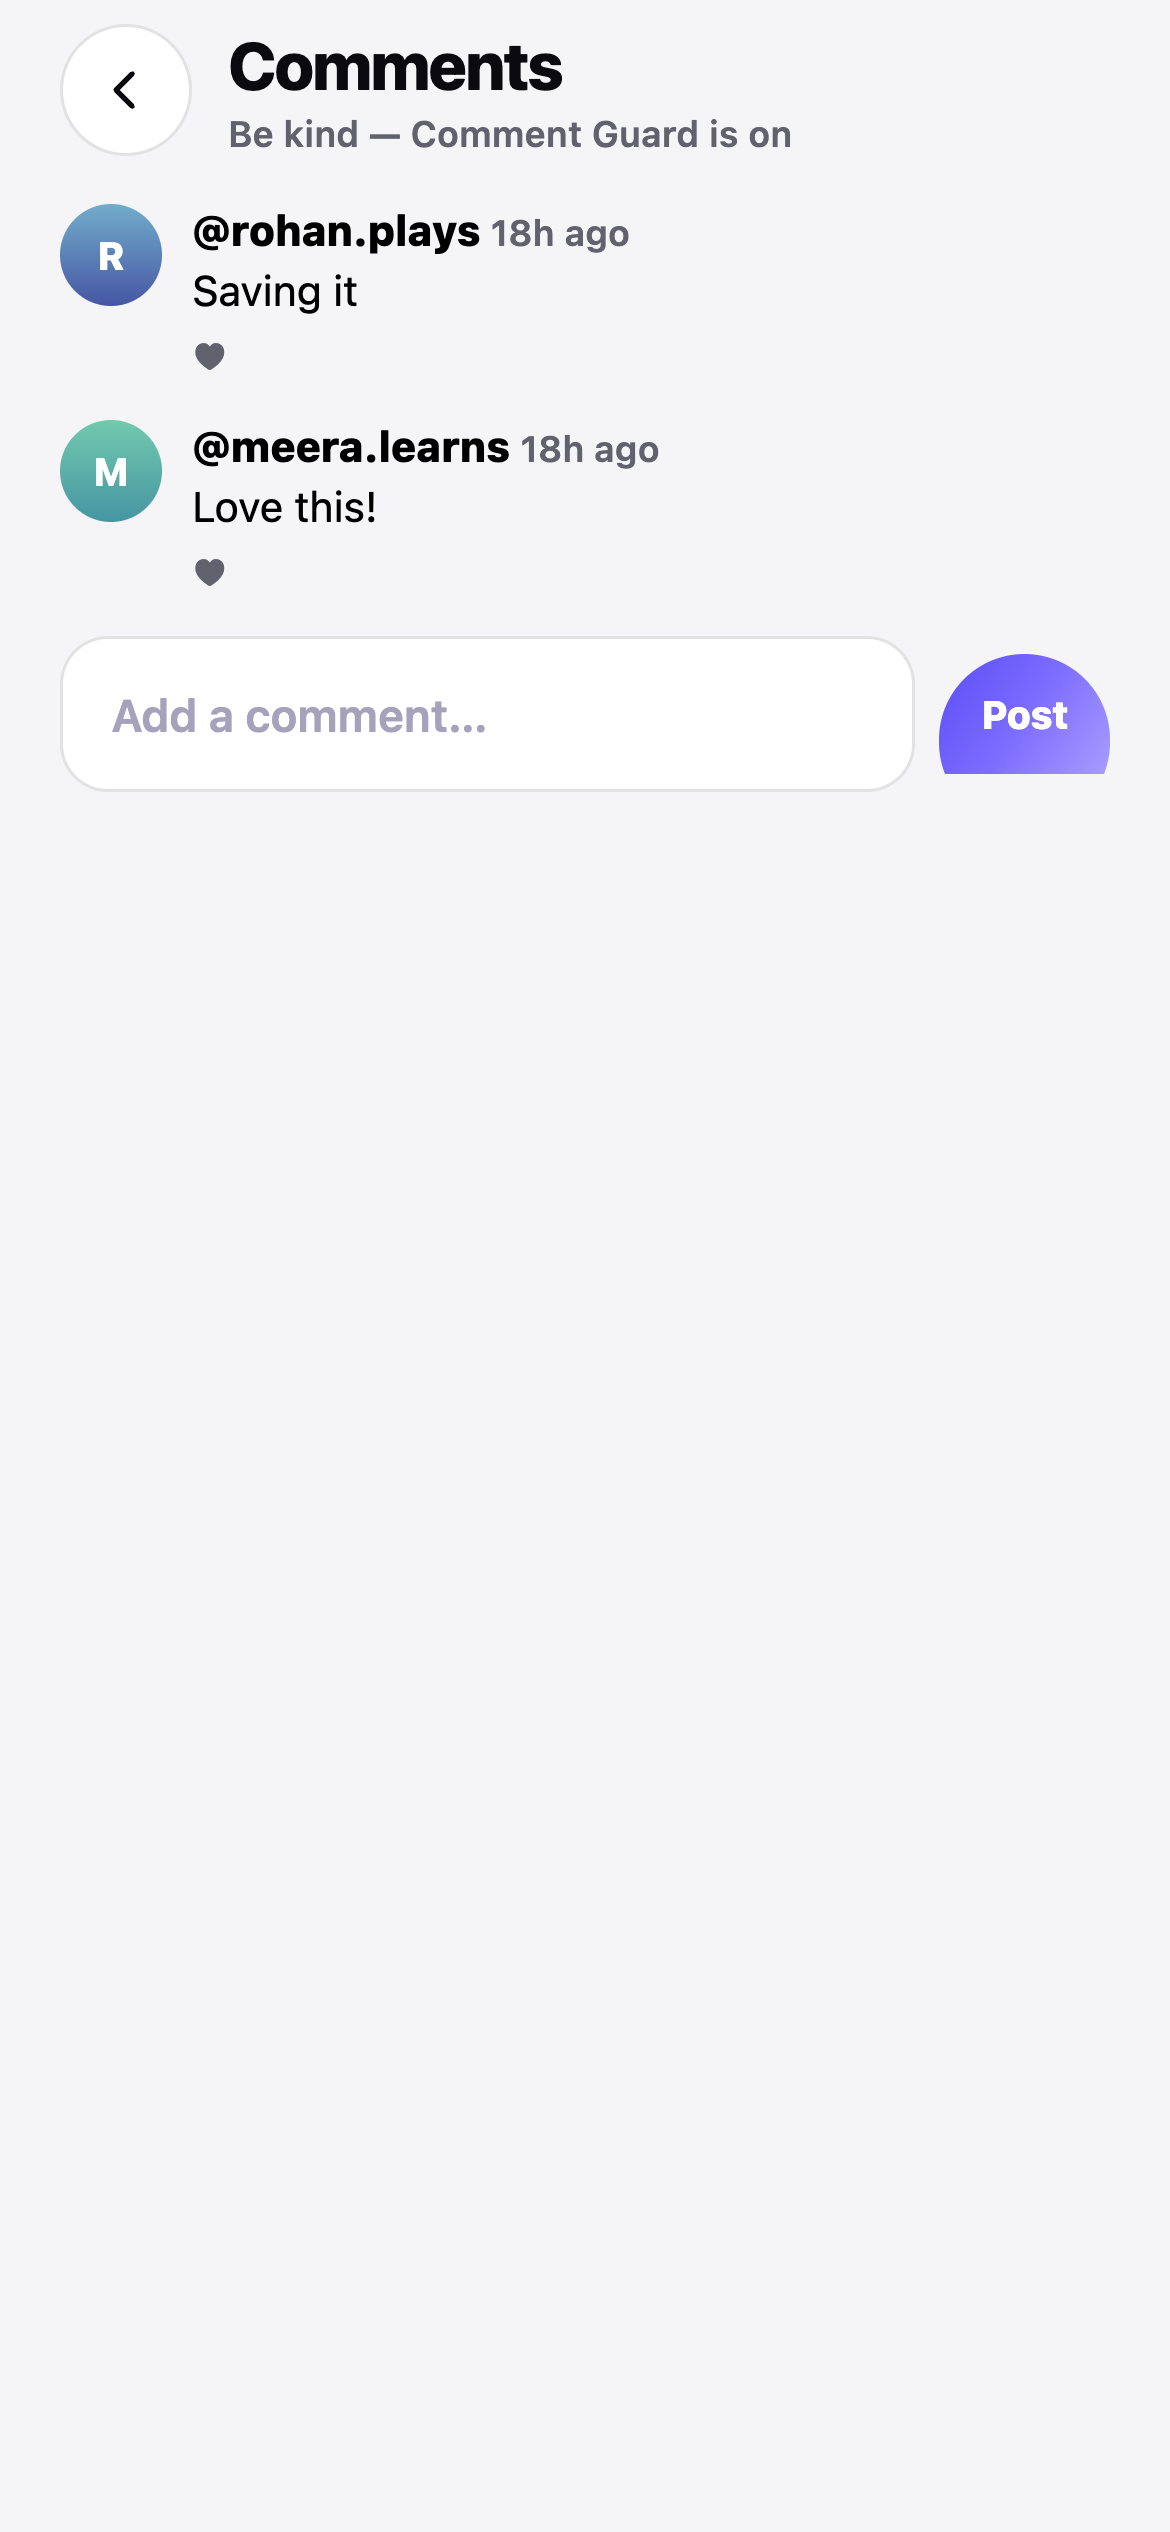 Comments
Be kind — Comment Guard is on
R
@rohan.plays 18h ago
Saving it
M
@meera.learns 18h ago
Love this!
Add a comment...
Post